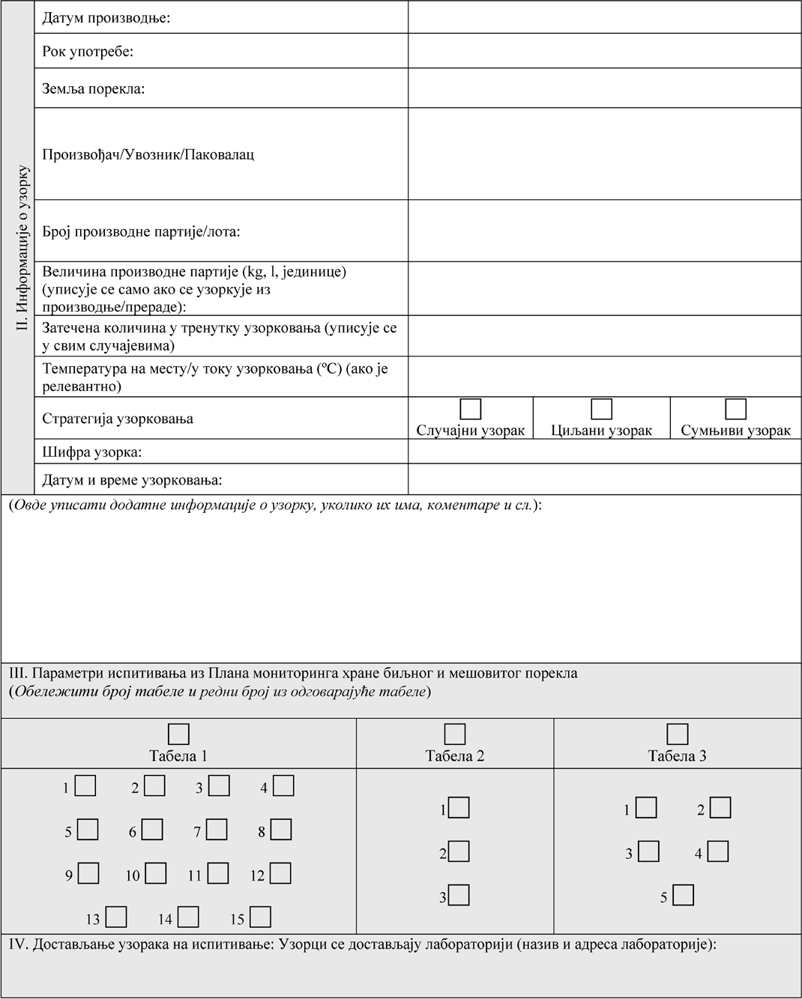 II. Информације о узорку
Датум производње:
Рок употребе:
Земља порекла:
Произвођач/Увозник/Паковалац
Број производне партије/лота:
Величина производне партије (kg, l, јединице)
(уписује се само ако се узоркује из
производње/прераде):
Затечена количина у тренутку узорковања (уписује се
у свим случајевима)
Температура на месту/у току узорковања (ºC) (ако је
релевантно)
Стратегија узорковања
Случајни узорак Циљани узорак Сумњиви узорак
Шифра узорка:
Датум и време узорковања:
(Овде уписати додатне информације о узорку, уколико их има, коментаре и сл.):
III. Параметри испитивања из Плана мониторинга хране биљног и мешовитог порекла
(Обележити број табеле и редни број из одговарајуће табеле)
Табела 1 Табела 2 Табела 3
1 2 3 4
5 6 7 8
9 10 11 12
13 14 15
1
2
3
1 2
3 4
5
IV. Достављање узорака на испитивање: Узорци се достављају лабораторији (назив и адреса лабораторије):